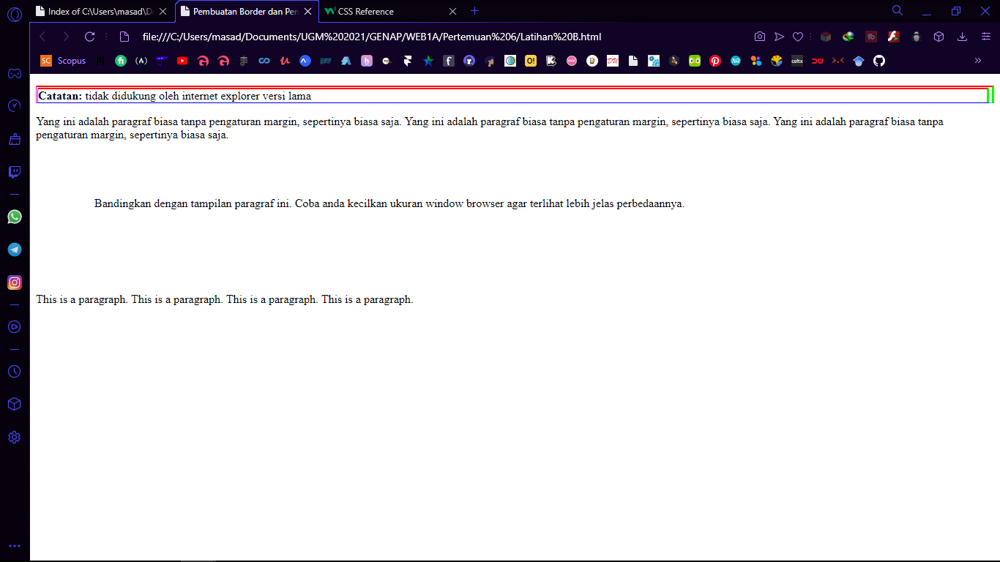 Index of C:\Users\masad\D
Pembuatan Border dan Pen
CSS Reference
file:///C:/Users/masad/Documents/UGM%202021/GENAP/WEB1A/Pertemuan%206/Latihan%20B.html
SC Scopus
Catatan: tidak didukung oleh internet explorer versi lama
Yang ini adalah paragraf biasa tanpa pengaturan margin, sepertinya biasa saja. Yang ini adalah paragraf biasa tanpa pengaturan margin, sepertinya biasa saja. Yang ini adalah paragraf biasa tanpa
pengaturan margin, sepertinya biasa saja.
Bandingkan dengan tampilan paragraf ini. Coba anda kecilkan ukuran window browser agar terlihat lebih jelas perbedaannya.
This is a paragraph. This is a paragraph. This is a paragraph. This is a paragraph.